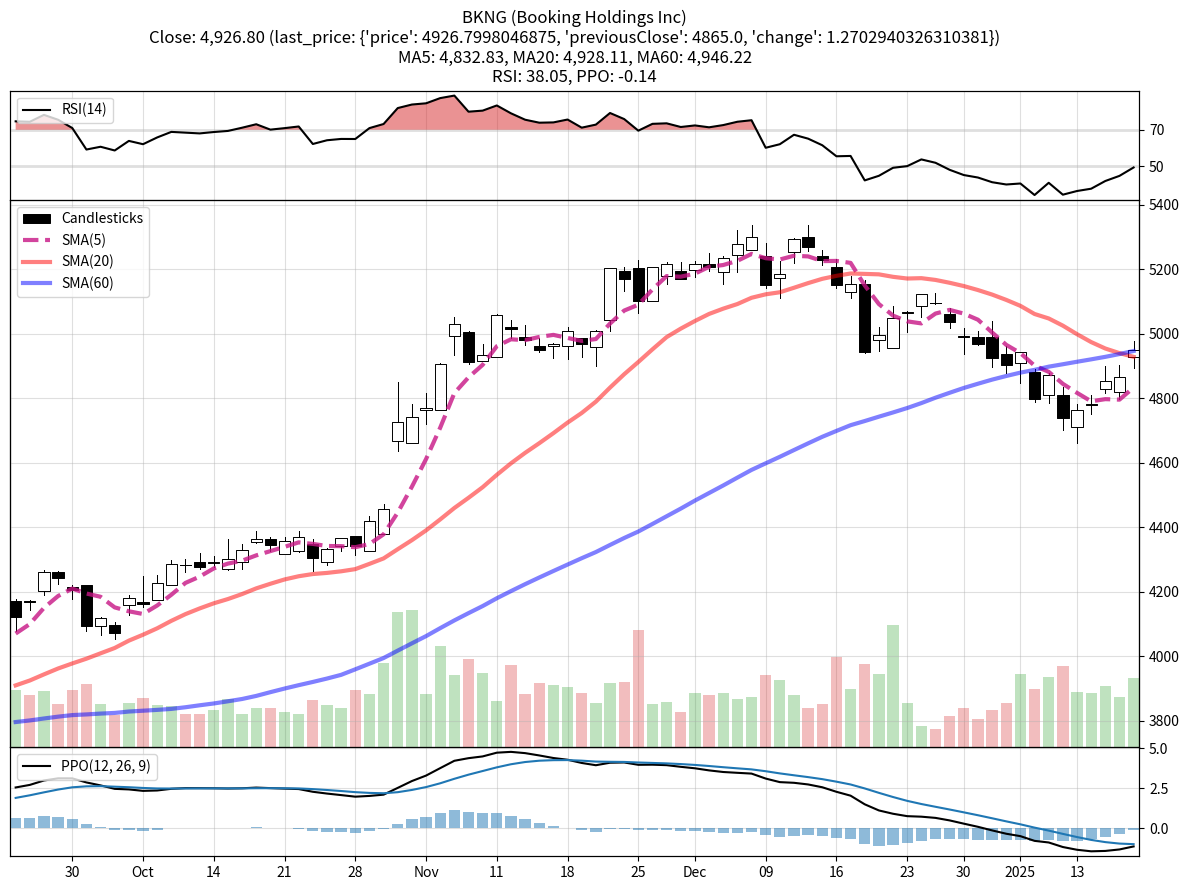 BKNG (Booking Holdings Inc)
Close: 4,926.80 (last_price: {'price': 4926.7998046875, 'previousClose': 4865.0, 'change': 1.2702940326310381})
MA5: 4,832.83, MA20: 4,928.11, MA60: 4,946.22
RSI: 38.05, PPO: -0.14
RSI(14)
70
50
Candlesticks
SMA(5)
SMA(20)
SMA(60)
5400
5200
5000
4800
4600
4400
4200
4000
3800
PPO(12, 26, 9)
5.0
2.5
0.0
30 Oct 14 21 28 Nov 11 18 25 Dec 09 16 23 30 2025 13